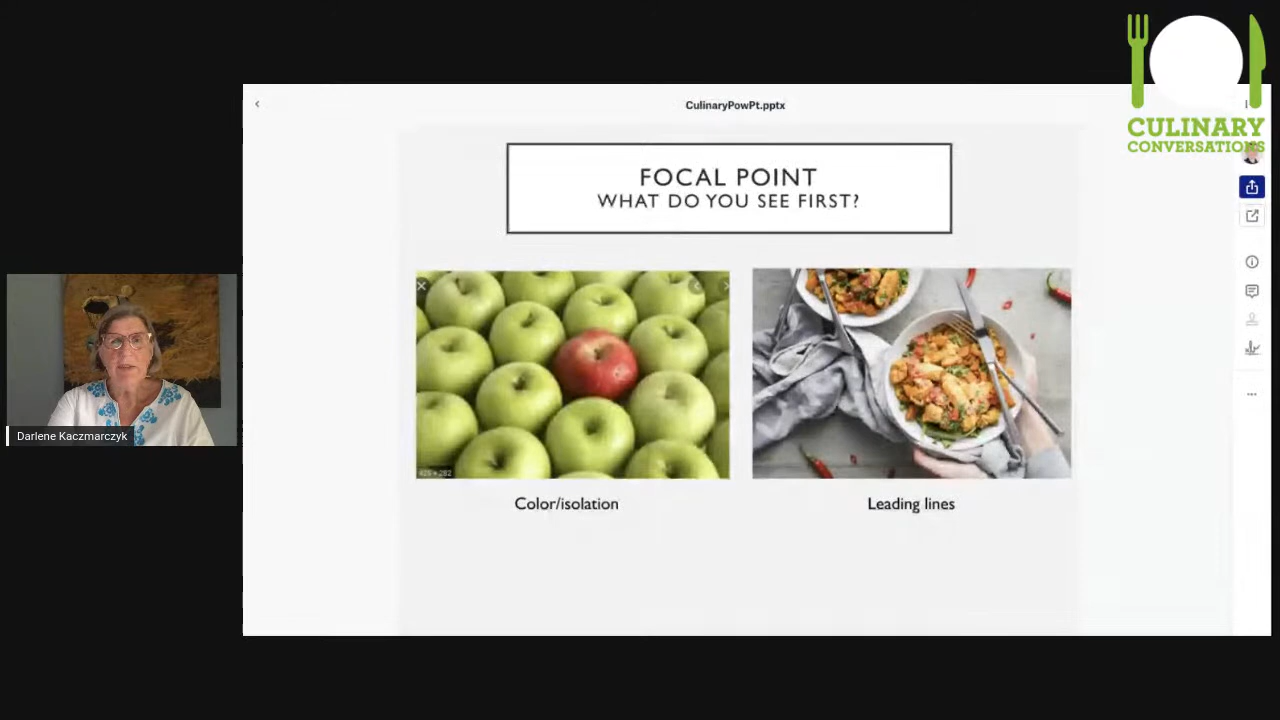 CulinaryPowPt.pptx
CULINARY
CONVERSATIONS
FOCAL POINT
WHAT DO YOU SEE FIRST?
Color/isolation
Leading lines
Darlene Kaczmarczyk